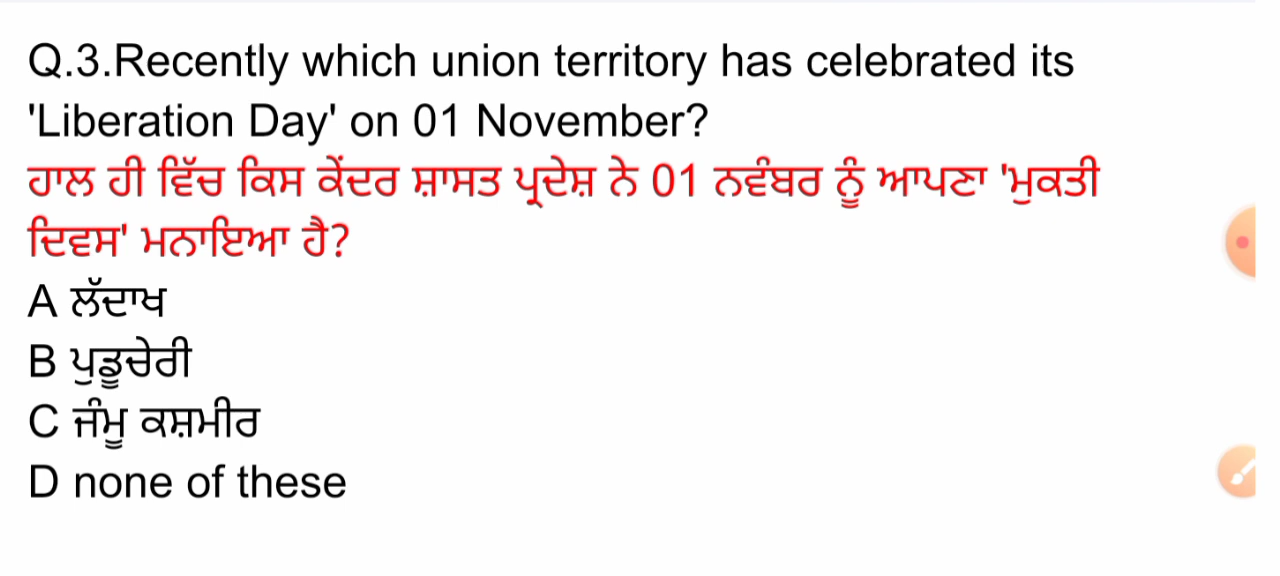 Q.3.Recently which union territory has celebrated its
'Liberation Day' on 01 November?
ਹਾਲ ਹੀ ਵਿੱਚ ਕਿਸ ਕੇਂਦਰ ਸ਼ਾਸਤ ਪ੍ਰਦੇਸ਼ ਨੇ 01 ਨਵੰਬਰ ਨੂੰ ਆਪਣਾ 'ਮੁਕਤੀ
ਦਿਵਸ' ਮਨਾਇਆ ਹੈ?
A ਲੱਦਾਖ
B ਪੁਡੂਚੇਰੀ
C ਜੰਮੂ ਕਸ਼ਮੀਰ
D none of these